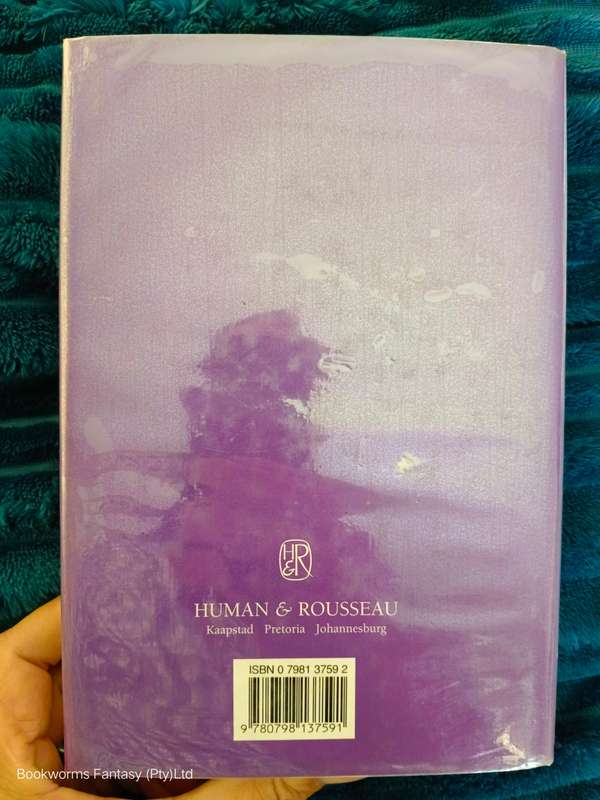 H&R
HUMAN & ROUSSEAU
Kaapstad Pretoria Johannesburg
ISBN 0 7981 3759 2
9 780798 137591
Bookworms Fantasy (Pty)Ltd